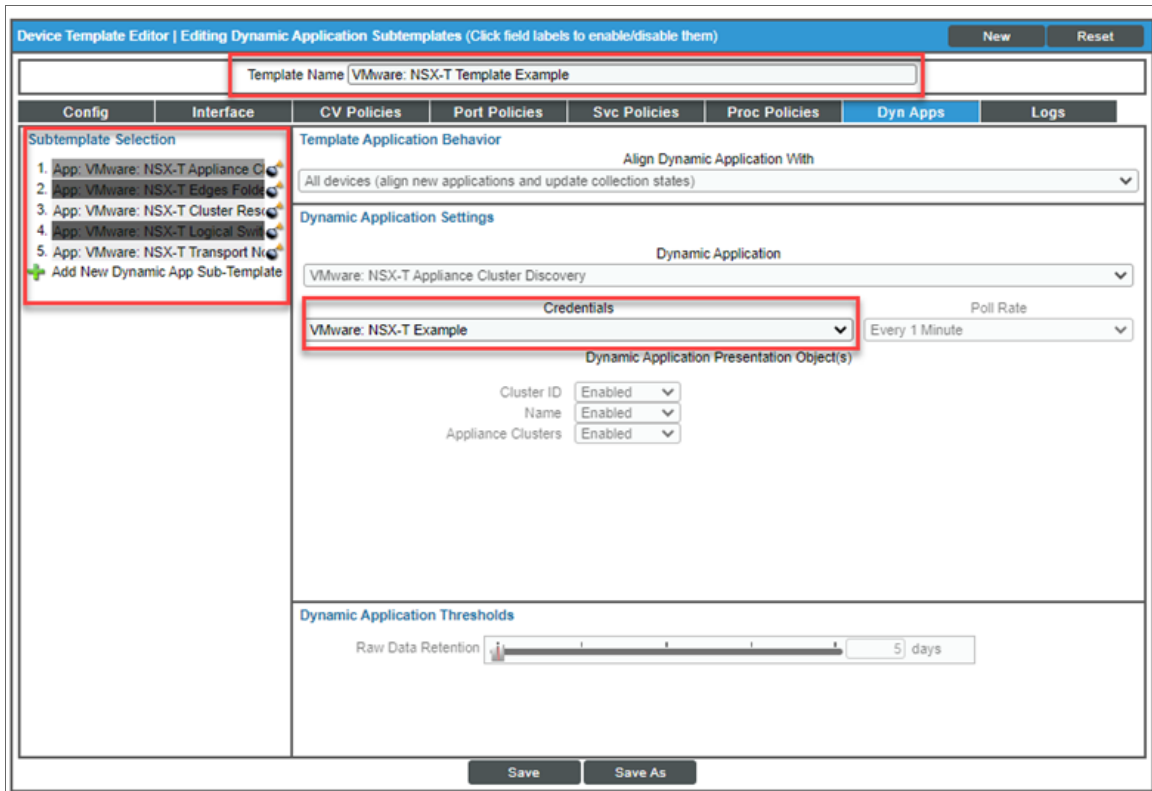 Device Template Editor | Editing Dynamic Application Subtemplates (Click field labels to enable/disable them) New Reset
Template Name VMware: NSX-T Template Example
Config Interface CV Policies Port Policies Svc Policies Proc Policies Dyn Apps Logs
Subtemplate Selection
1. App: VMware: NSX-T Appliance Cl
2. App: VMware: NSX-T Edges Folde
3. App: VMware: NSX-T Cluster Reso
4. App: VMware: NSX-T Logical Swit
5. App: VMware: NSX-T Transport No
Add New Dynamic App Sub-Template
Template Application Behavior
Align Dynamic Application With
All devices (align new applications and update collection states)
Dynamic Application Settings
Dynamic Application
VMware: NSX-T Appliance Cluster Discovery
Credentials Poll Rate
VMware: NSX-T Example Every 1 Minute
Dynamic Application Presentation Object(s)
Cluster ID Enabled
Name Enabled
Appliance Clusters Enabled
Dynamic Application Thresholds
Raw Data Retention 5 days
Save Save As